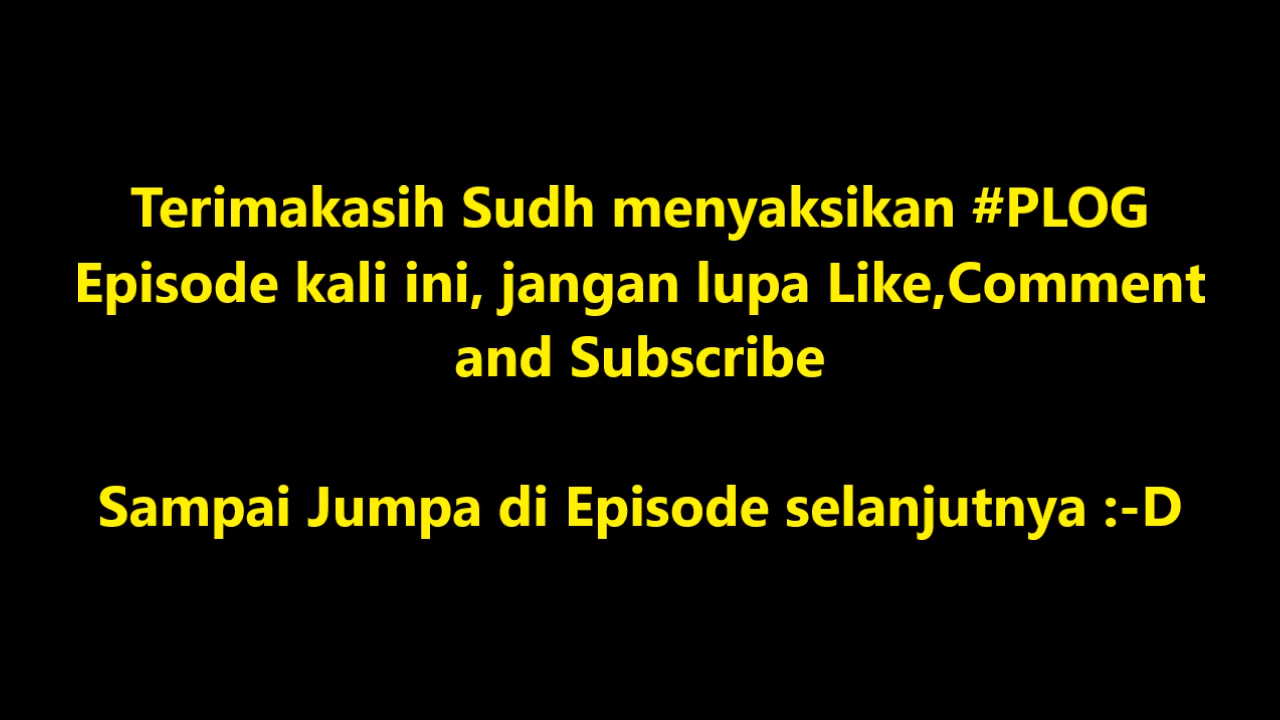 Terimakasih Sudh menyaksikan #PLOG
Episode kali ini, jangan lupa Like,Comment
and Subscribe
Sampai Jumpa di Episode selanjutnya :-D